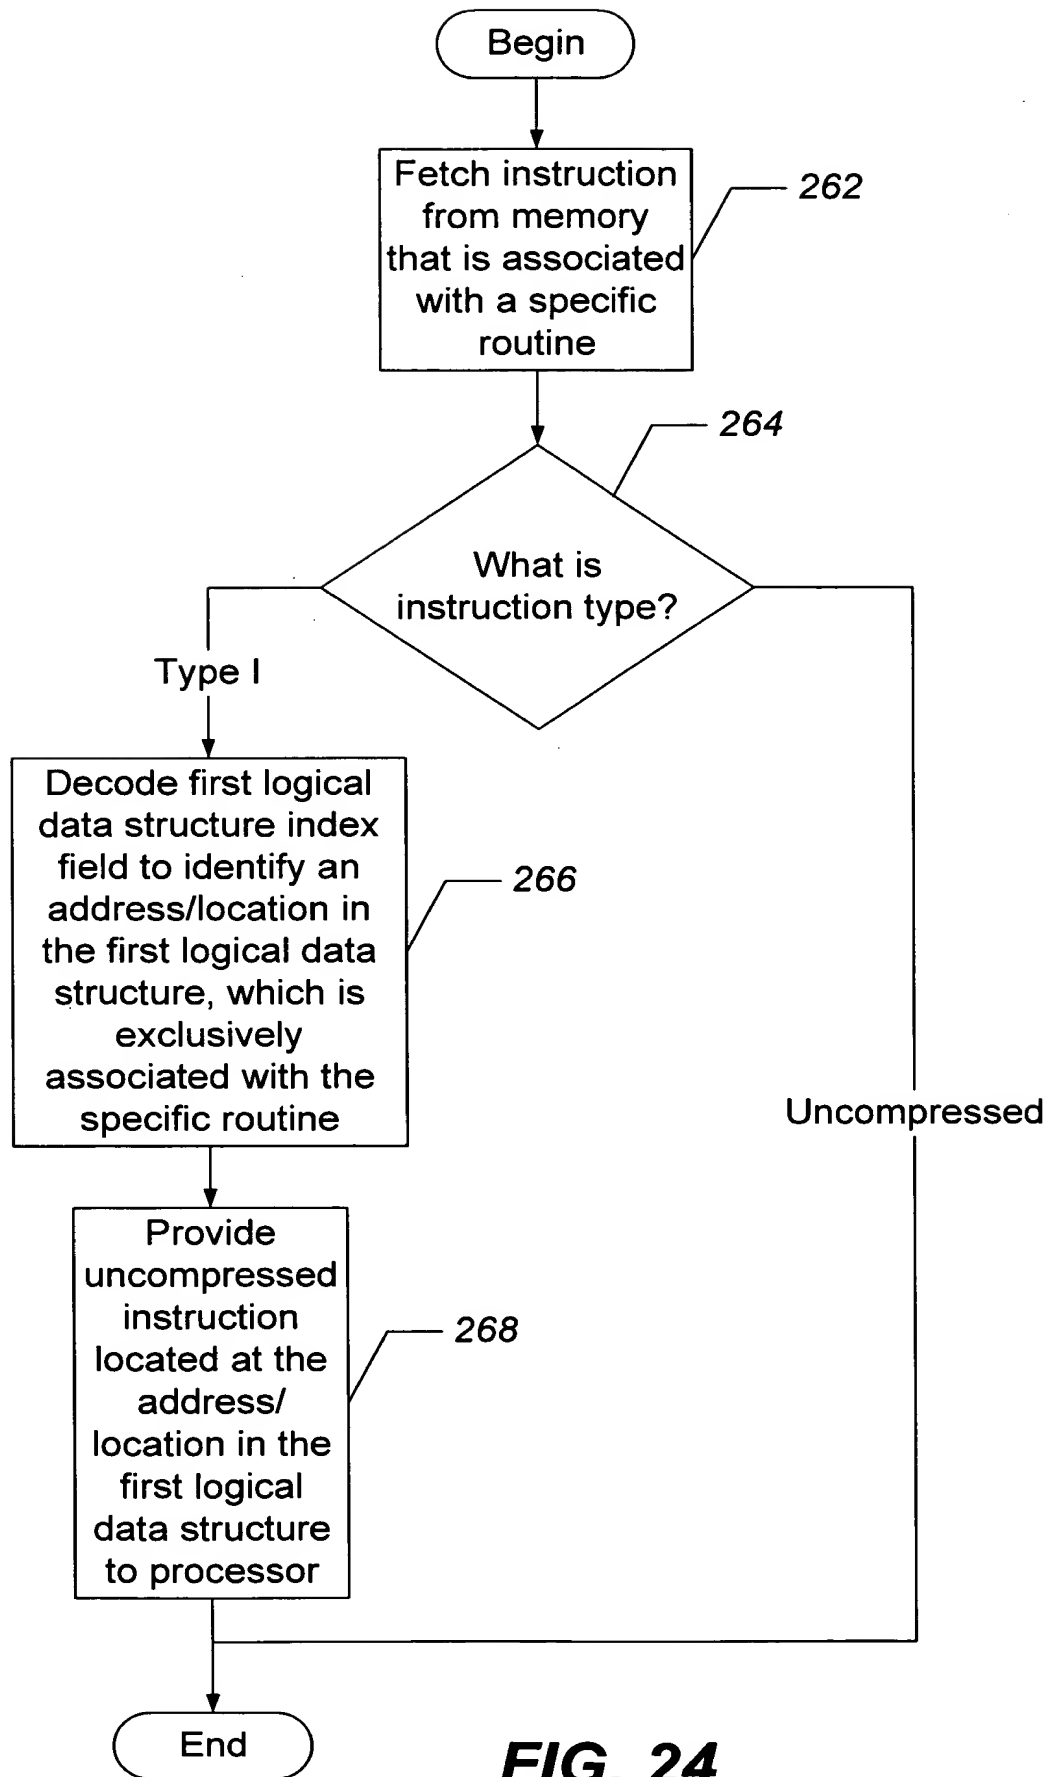 Begin
Fetch instruction
from memory
that is associated
with a specific
routine
262
264
What is
instruction type?
Type I
Uncompressed
Decode first logical
data structure index
field to identify an
address/location in
the first logical data
structure, which is
exclusively
associated with the
specific routine
266
Provide
uncompressed
instruction
located at the
address/
location in the
first logical
data structure
to processor
268
End
FIG. 24